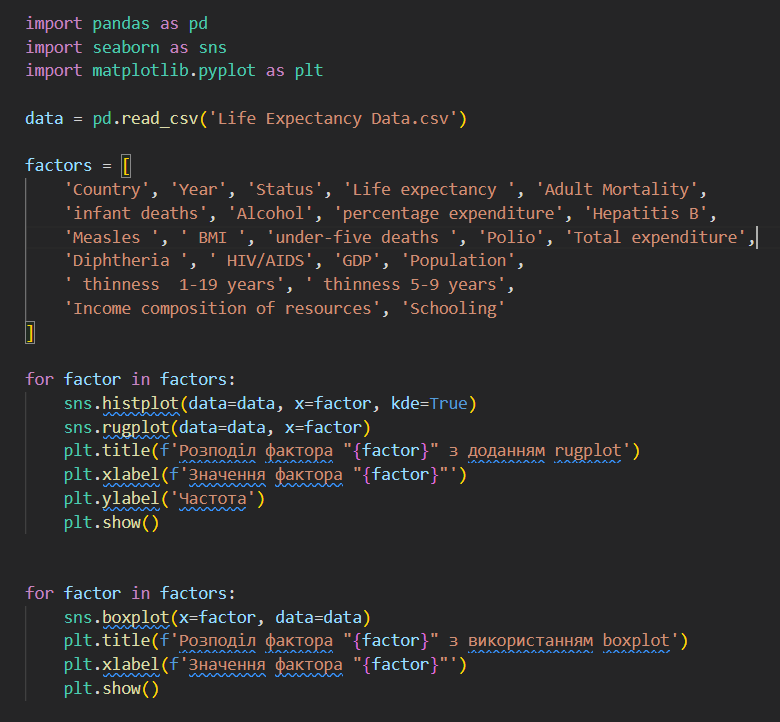 import pandas as pd
import seaborn as sns
import matplotlib.pyplot as plt
data = pd.read_csv('Life Expectancy Data.csv')
factors = [
    'Country', 'Year', 'Status', 'Life expectancy ', 'Adult Mortality',
    'infant deaths', 'Alcohol', 'percentage expenditure', 'Hepatitis B',
    'Measles ', ' BMI ', 'under-five deaths ', 'Polio', 'Total expenditure',
    'Diphtheria ', ' HIV/AIDS', 'GDP', 'Population',
    ' thinness  1-19 years', ' thinness 5-9 years',
    'Income composition of resources', 'Schooling'
]
for factor in factors:
    sns.histplot(data=data, x=factor, kde=True)
    sns.rugplot(data=data, x=factor)
    plt.title(f'Розподіл фактора "{factor}" з доданням rugplot')
    plt.xlabel(f'Значення фактора "{factor}"')
    plt.ylabel('Частота')
    plt.show()
for factor in factors:
    sns.boxplot(x=factor, data=data)
    plt.title(f'Розподіл фактора "{factor}" з використанням boxplot')
    plt.xlabel(f'Значення фактора "{factor}"')
    plt.show()